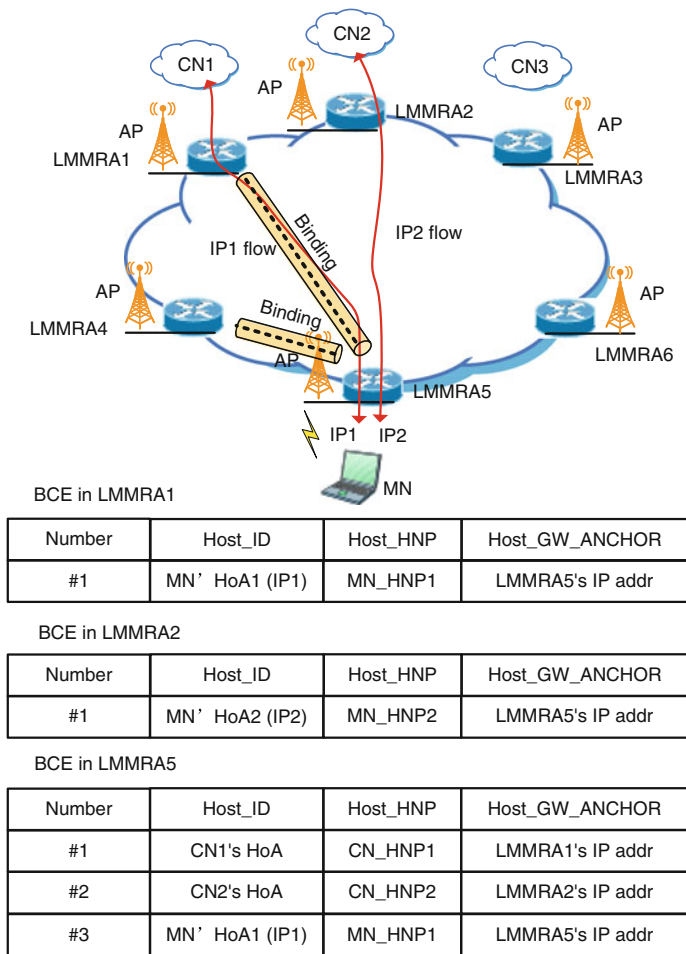 CN1
CN2
CN3
AP
AP
LMMRA2
AP
LMMRA1
LMMRA3
Binding
IP1 flow
IP2 flow
AP
Binding
AP
LMMRA4
AP
LMMRA6
LMMRA5
IP1
IP2
MN
BCE in LMMRA1
Number Host_ID Host_HNP Host_GW_ANCHOR
#1 MN’ HoA1 (IP1) MN_HNP1 LMMRA5's IP addr
BCE in LMMRA2
Number Host_ID Host_HNP Host_GW_ANCHOR
#1 MN’ HoA2 (IP2) MN_HNP2 LMMRA5's IP addr
BCE in LMMRA5
Number Host_ID Host_HNP Host_GW_ANCHOR
#1 CN1's HoA CN_HNP1 LMMRA1's IP addr
#2 CN2's HoA CN_HNP2 LMMRA2's IP addr
#3 MN’ HoA1 (IP1) MN_HNP1 LMMRA5's IP addr